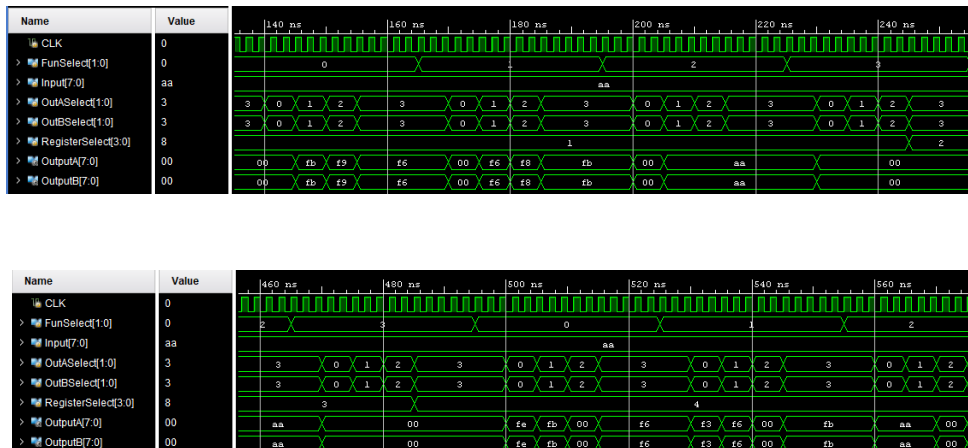 Name Value 140 ns 160 ns 180 ns 200 ns 220 ns 240 ns
CLK 0
FunSelect[1:0] 0 0 1 2 3
Input[7:0] aa aa
OutASelect[1:0] 3 3 0 1 2 3 0 1 2 3 0 1 2 3 0 1 2 3
OutBSelect[1:0] 3 3 0 1 2 3 0 1 2 3 0 1 2 3 0 1 2 3
RegisterSelect[3:0] 8 1 2
OutputA[7:0] 00 00 fb f9 f6 00 f6 f8 fb 00 aa 00
OutputB[7:0] 00 00 fb f9 f6 00 f6 f8 fb 00 aa 00
Name Value 460 ns 480 ns 500 ns 520 ns 540 ns 560 ns
CLK 0
FunSelect[1:0] 0 2 3 0 1 2
Input[7:0] aa aa
OutASelect[1:0] 3 3 0 1 2 3 0 1 2 3 0 1 2 3 0 1 2
OutBSelect[1:0] 3 3 0 1 2 3 0 1 2 3 0 1 2 3 0 1 2
RegisterSelect[3:0] 8 3 4
OutputA[7:0] 00 aa 00 fe fb 00 f6 f3 f6 00 fb aa 00
OutputB[7:0] 00 aa 00 fe fb 00 f6 f3 f6 00 fb aa 00